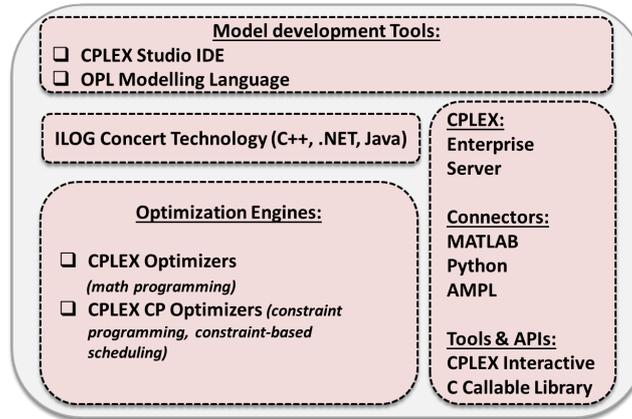 Model development Tools:
❑ CPLEX Studio IDE
❑ OPL Modelling Language
ILOG Concert Technology (C++, .NET, Java)
Optimization Engines:
❑ CPLEX Optimizers
(math programming)
❑ CPLEX CP Optimizers (constraint
programming, constraint-based
scheduling)
CPLEX:
Enterprise
Server
Connectors:
MATLAB
Python
AMPL
Tools & APIs:
CPLEX Interactive
C Callable Library